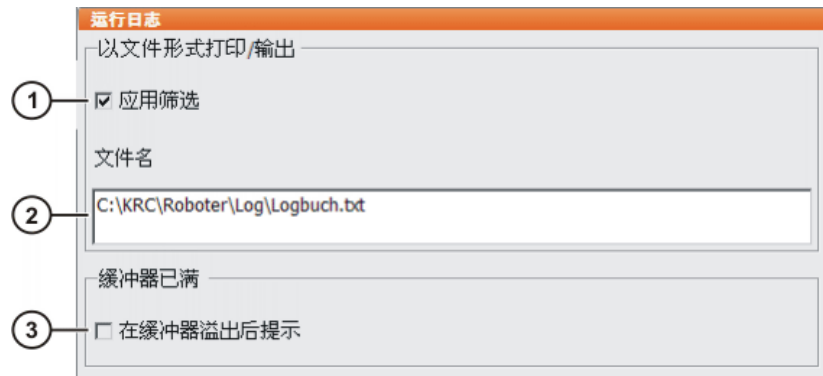 运行日志
以文件形式打印/输出
1 应用筛选
文件名
2 C:\KRC\Roboter\Log\Logbuch.txt
缓冲器已满
3 在缓冲器溢出后提示